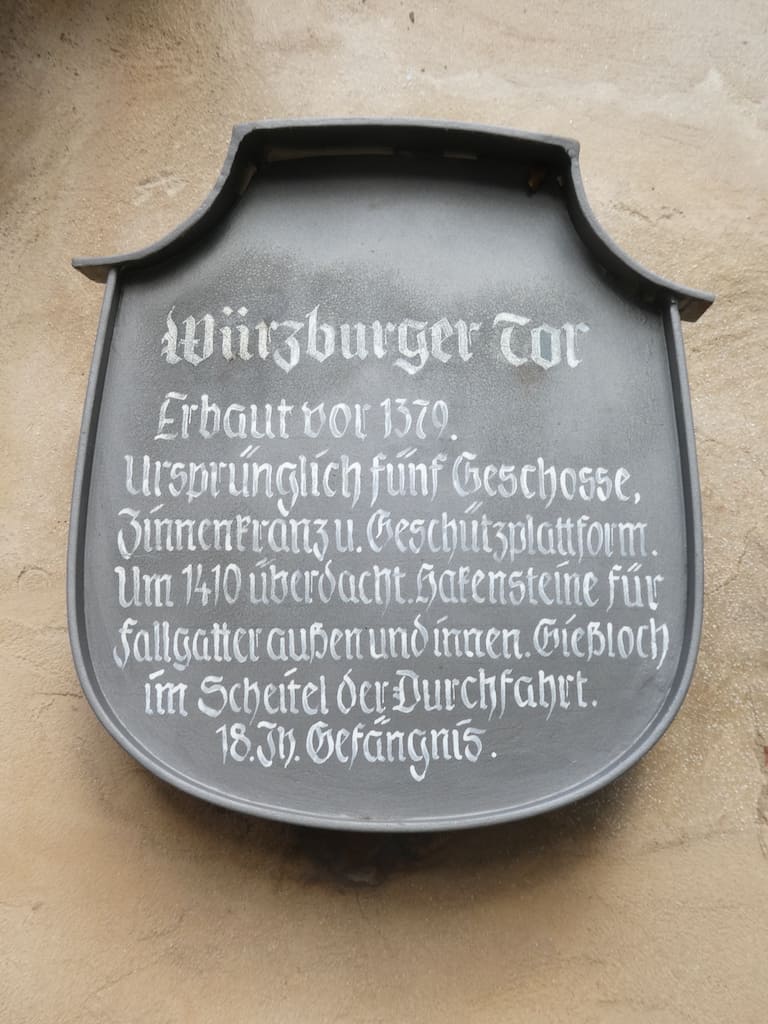 Würzburger Tor
Erbaut vor 1379.
Ursprünglich fünf Geschosse,
Zinnenkranz u. Geschützplattform.
Um 1410 überdacht. Hakensteine für
Fallgatter außen und innen. Gießloch
im Scheitel der Durchfahrt.
18. Jh. Gefängnis.